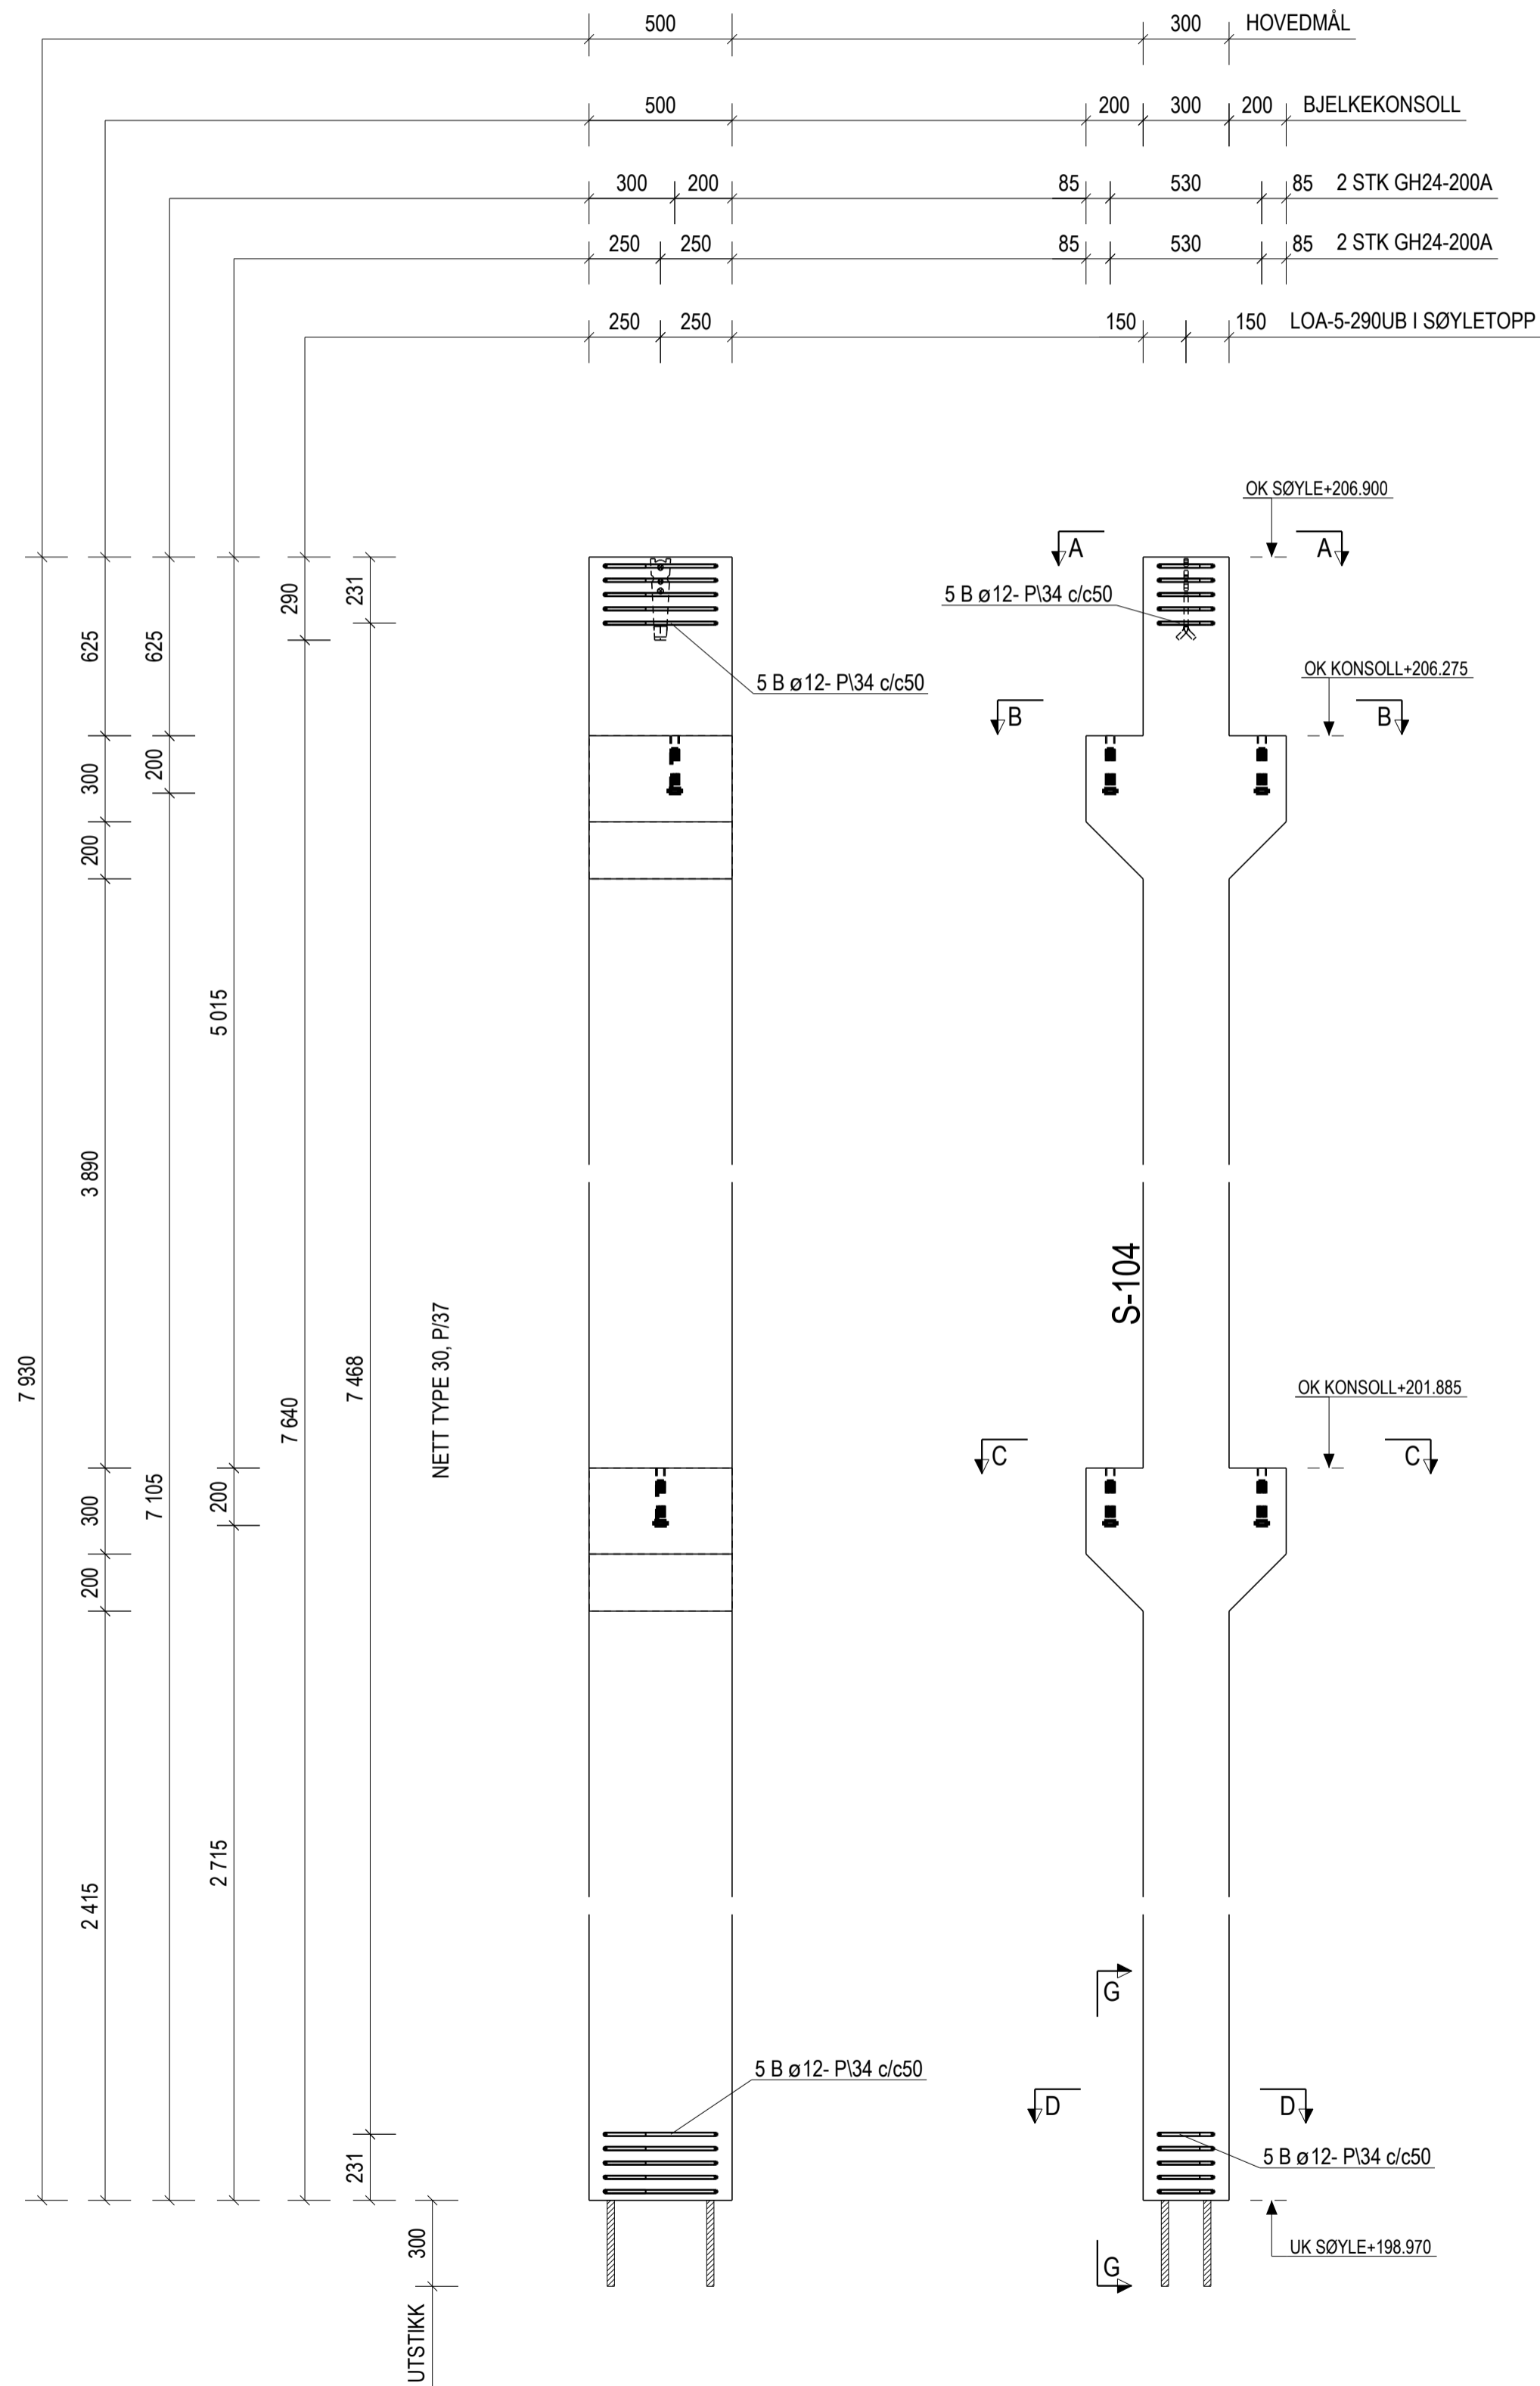 500
300 HOVEDMÅL
500
200 300 200 BJELKEKONSOLL
300 200
85 530 85 2 STK GH24-200A
250 250
85 530 85 2 STK GH24-200A
250 250
150 150 LOA-5-290UB I SØYLETOPP
OK SØYLE+206.900
A A
5 B ø12- P\34 c/c50
5 B ø12- P\34 c/c50
OK KONSOLL+206.275
B B
625
625
290
231
300
200
200
5 015
3 890
S-104
NETT TYPE 30, P/37
7 930
7 468
7 640
7 105
OK KONSOLL+201.885
C C
300
200
200
2 715
2 415
G
5 B ø12- P\34 c/c50
D D
5 B ø12- P\34 c/c50
231
300
UK SØYLE+198.970
G
UTSTIKK